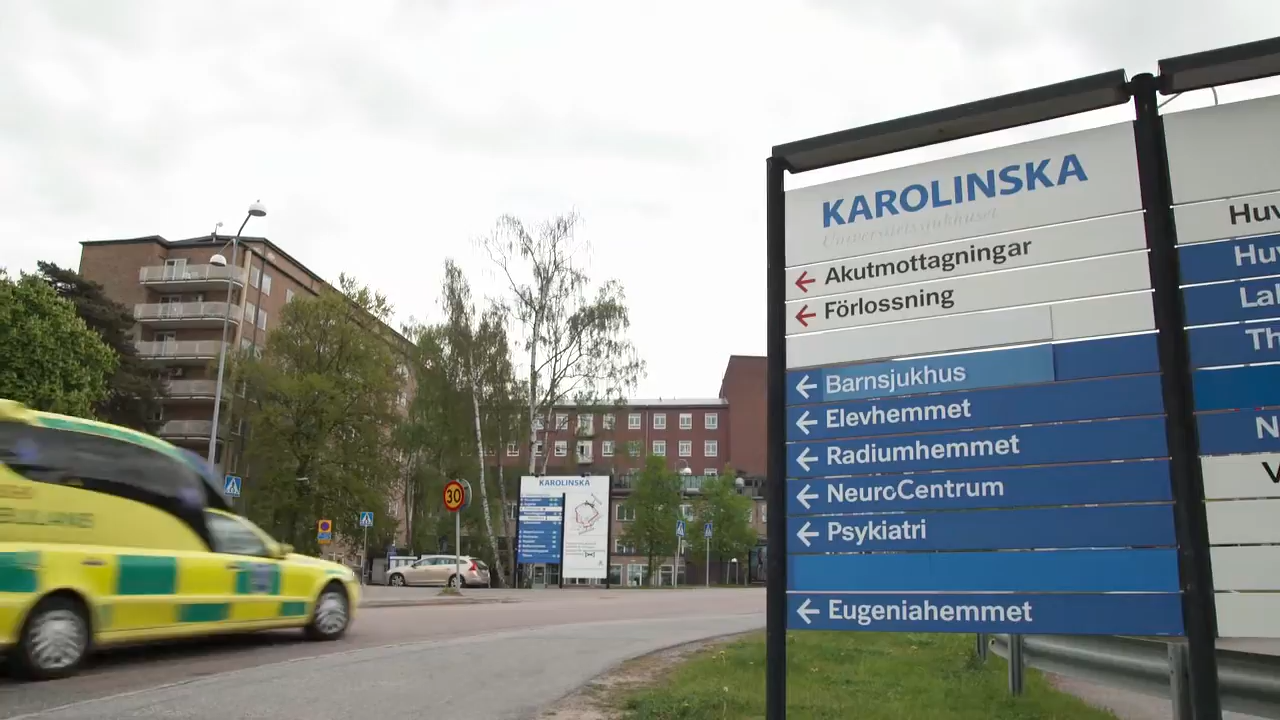 KAROLINSKA
Universitetssjukhuset
Akutmottagningar
Förlossning
Barnsjukhus
Elevhemmet
Radiumhemmet
NeuroCentrum
Psykiatri
Eugeniahemmet
KAROLINSKA
30